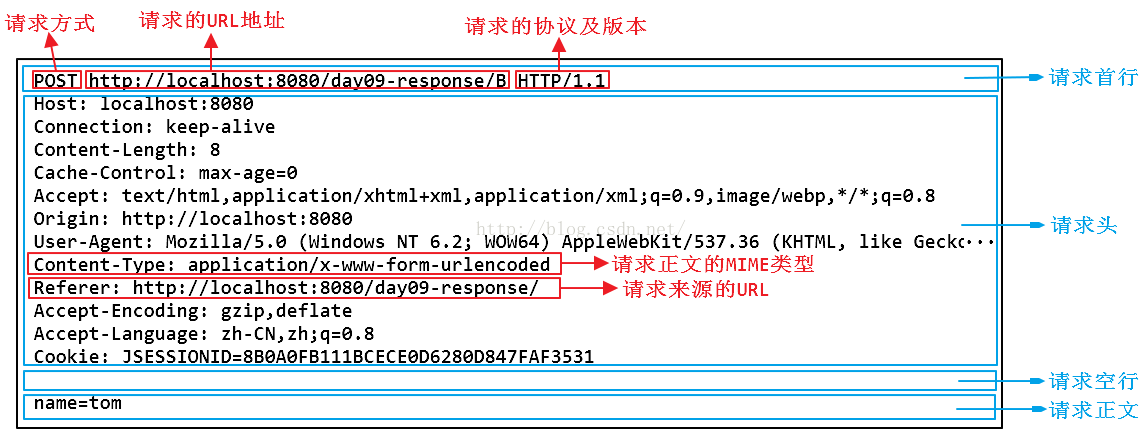 请求方式
请求的URL地址
请求的协议及版本
POST http://localhost:8080/day09-response/B HTTP/1.1
请求首行
Host: localhost:8080
Connection: keep-alive
Content-Length: 8
Cache-Control: max-age=0
Accept: text/html,application/xhtml+xml,application/xml;q=0.9,image/webp,*/*;q=0.8
Origin: http://localhost:8080
http://blog.csdn.net/
请求头
User-Agent: Mozilla/5.0 (Windows NT 6.2; WOW64) AppleWebKit/537.36 (KHTML, like Gecko...
Content-Type: application/x-www-form-urlencoded
请求正文的MIME类型
Referer: http://localhost:8080/day09-response/
请求来源的URL
Accept-Encoding: gzip,deflate
Accept-Language: zh-CN,zh;q=0.8
Cookie: JSESSIONID=8B0A0FB111BCECE0D6280D847FAF3531
请求空行
name=tom
请求正文